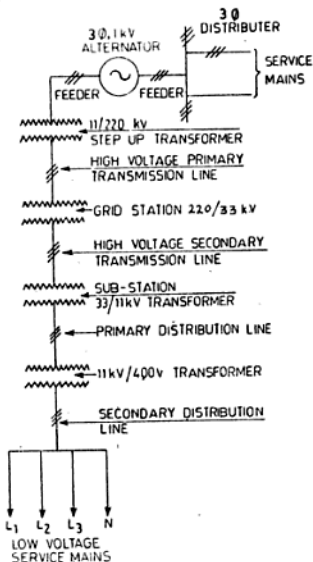 3Ø,1kV
ALTERNATOR
3Ø
DISTRIBUTER
SERVICE
MAINS
FEEDER
FEEDER
11/220 kV
STEP UP TRANSFORMER
HIGH VOLTAGE PRIMARY
TRANSMISSION LINE
GRID STATION 220/33 kV
HIGH VOLTAGE SECONDARY
TRANSMISSION LINE
SUB-STATION
33/11kV TRANSFORMER
PRIMARY DISTRIBUTION LINE
11kV/400V TRANSFORMER
SECONDARY DISTRIBUTION
LINE
L1 L2 L3 N
LOW VOLTAGE
SERVICE MAINS